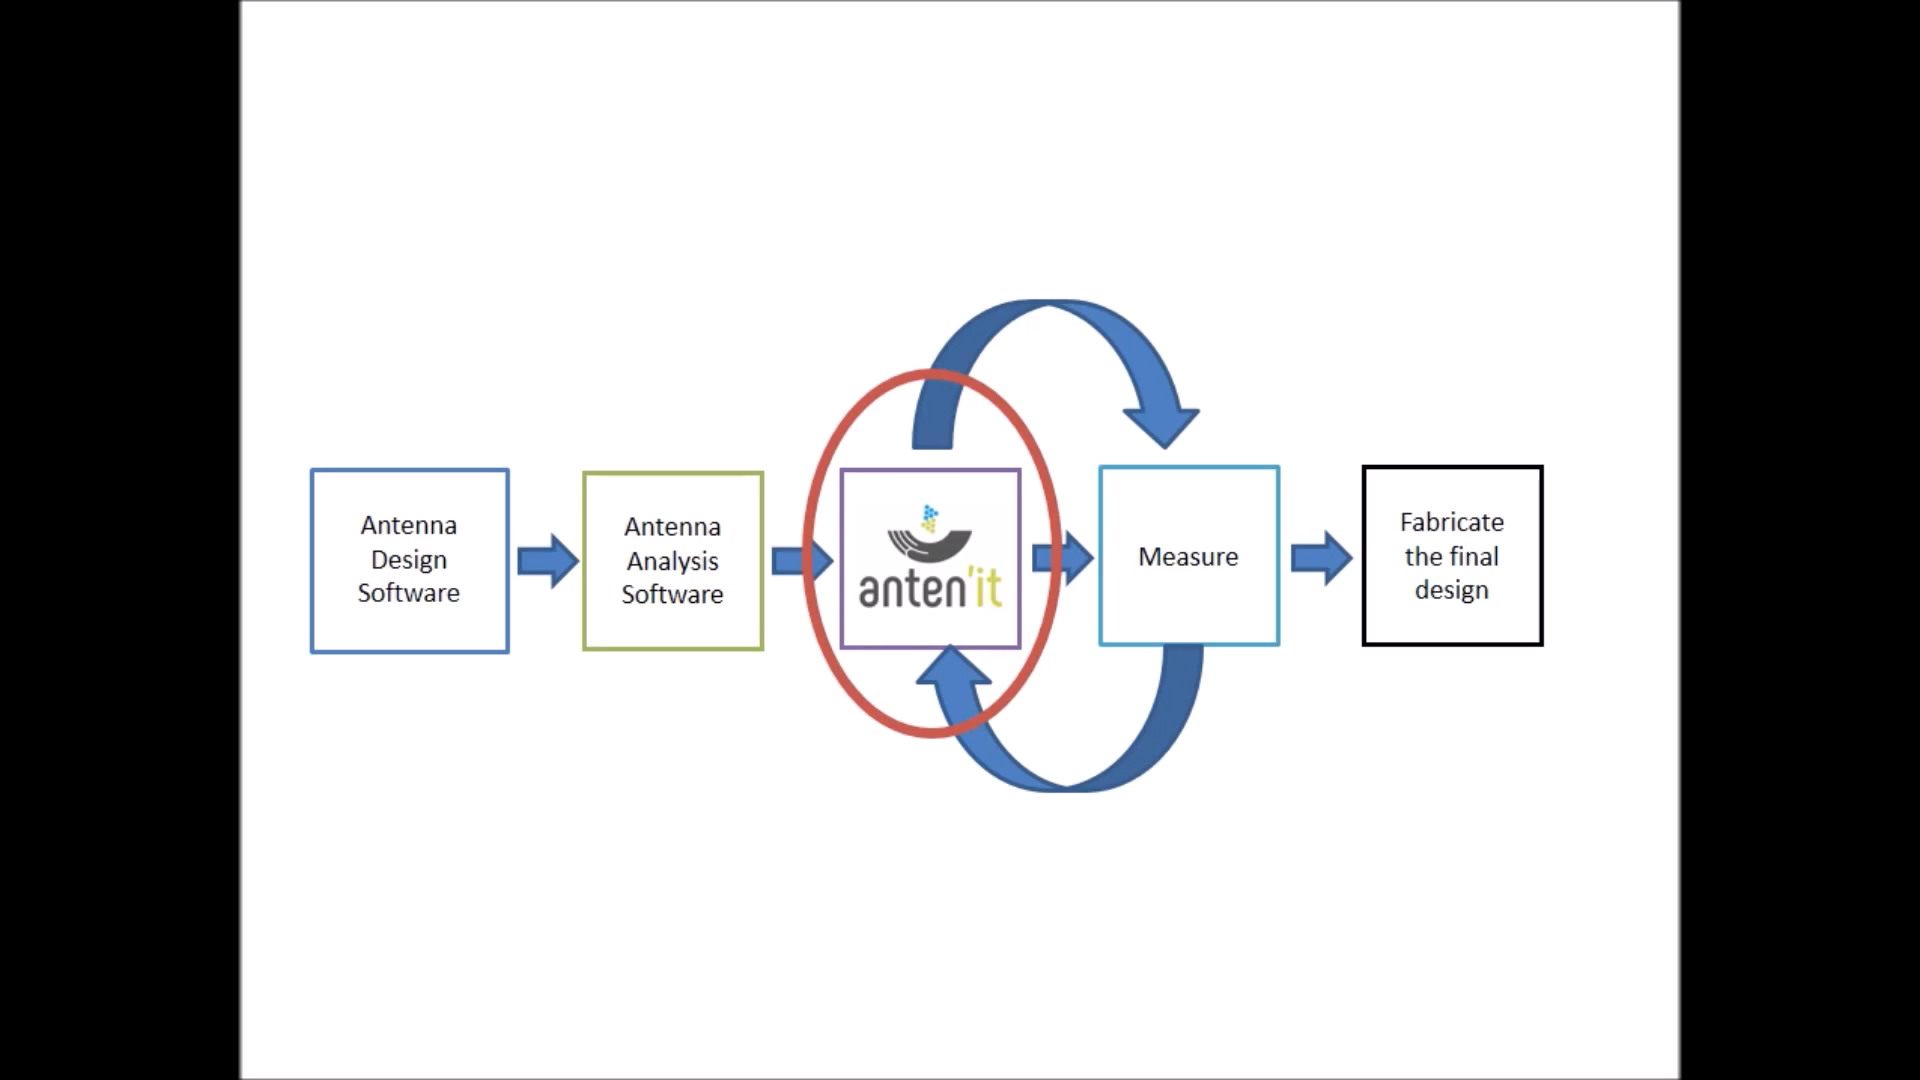 Antenna
Design
Software
Antenna
Analysis
Software
anten'it
Measure
Fabricate
the final
design